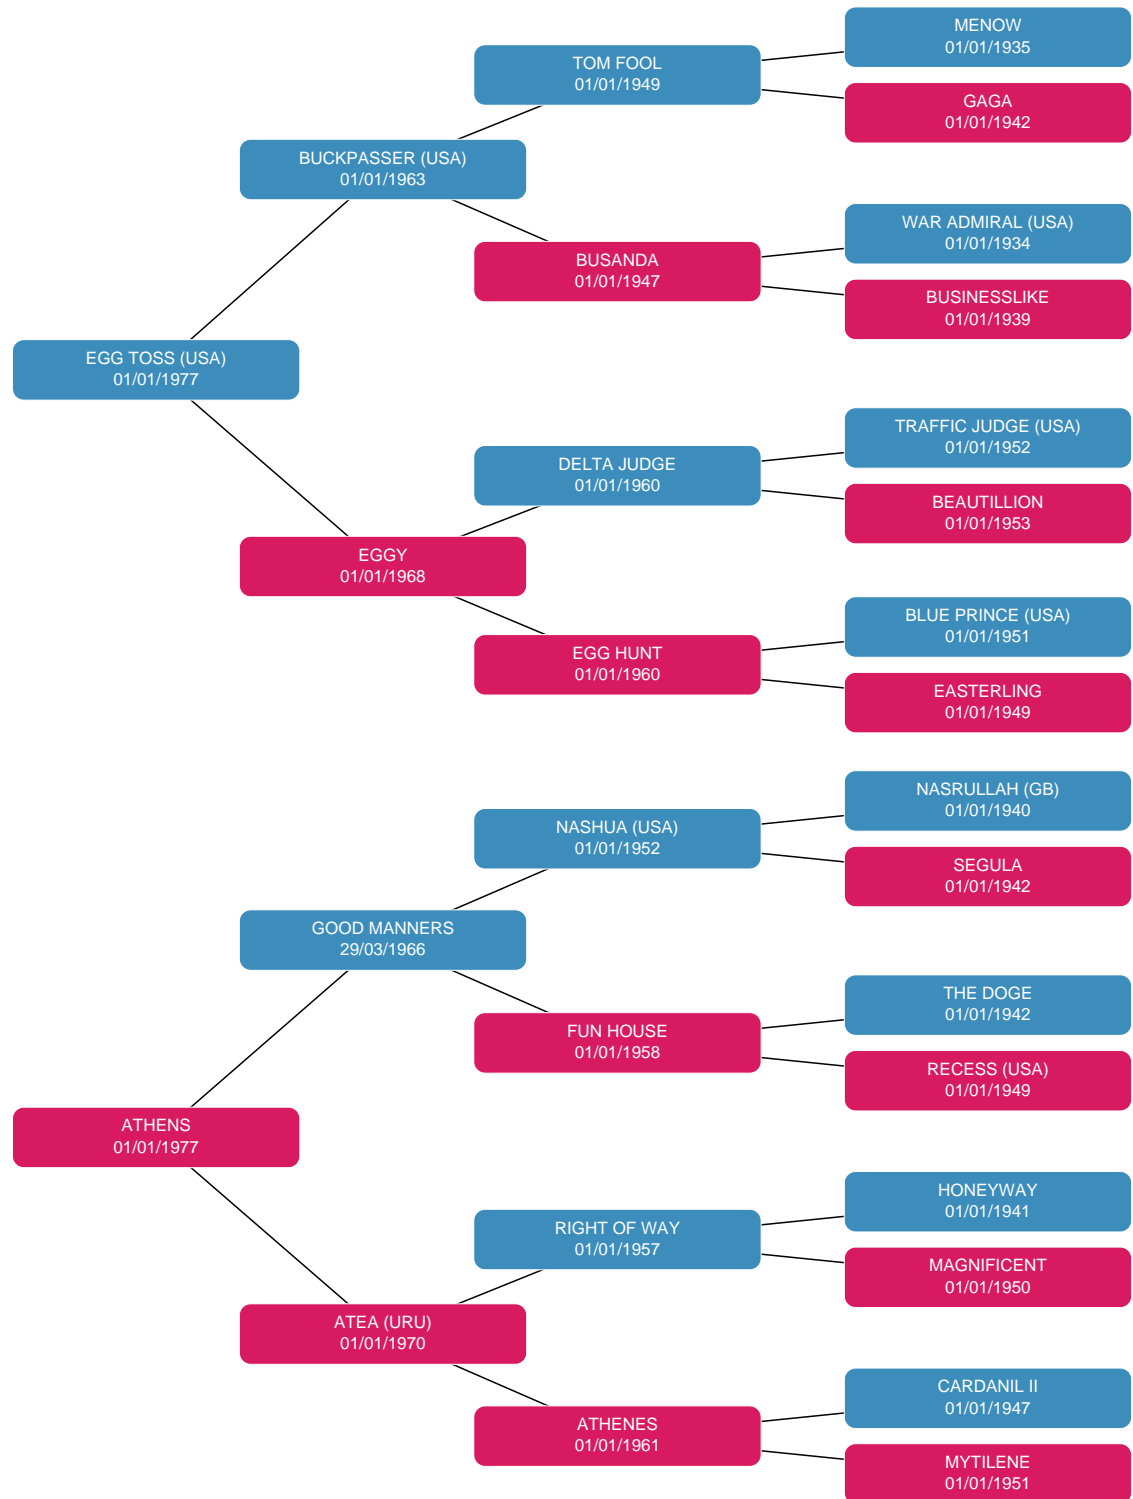 MENOW
01/01/1935
TOM FOOL
01/01/1949
GAGA
01/01/1942
BUCKPASSER (USA)
01/01/1963
WAR ADMIRAL (USA)
01/01/1934
BUSANDA
01/01/1947
BUSINESSLIKE
01/01/1939
EGG TOSS (USA)
01/01/1977
TRAFFIC JUDGE (USA)
01/01/1952
DELTA JUDGE
01/01/1960
BEAUTILLION
01/01/1953
EGGY
01/01/1968
BLUE PRINCE (USA)
01/01/1951
EGG HUNT
01/01/1960
EASTERLING
01/01/1949
NASRULLAH (GB)
01/01/1940
NASHUA (USA)
01/01/1952
SEGULA
01/01/1942
GOOD MANNERS
29/03/1966
THE DOGE
01/01/1942
FUN HOUSE
01/01/1958
RECESS (USA)
01/01/1949
ATHENS
01/01/1977
HONEYWAY
01/01/1941
RIGHT OF WAY
01/01/1957
MAGNIFICENT
01/01/1950
ATEA (URU)
01/01/1970
CARDANIL II
01/01/1947
ATHENES
01/01/1961
MYTILENE
01/01/1951